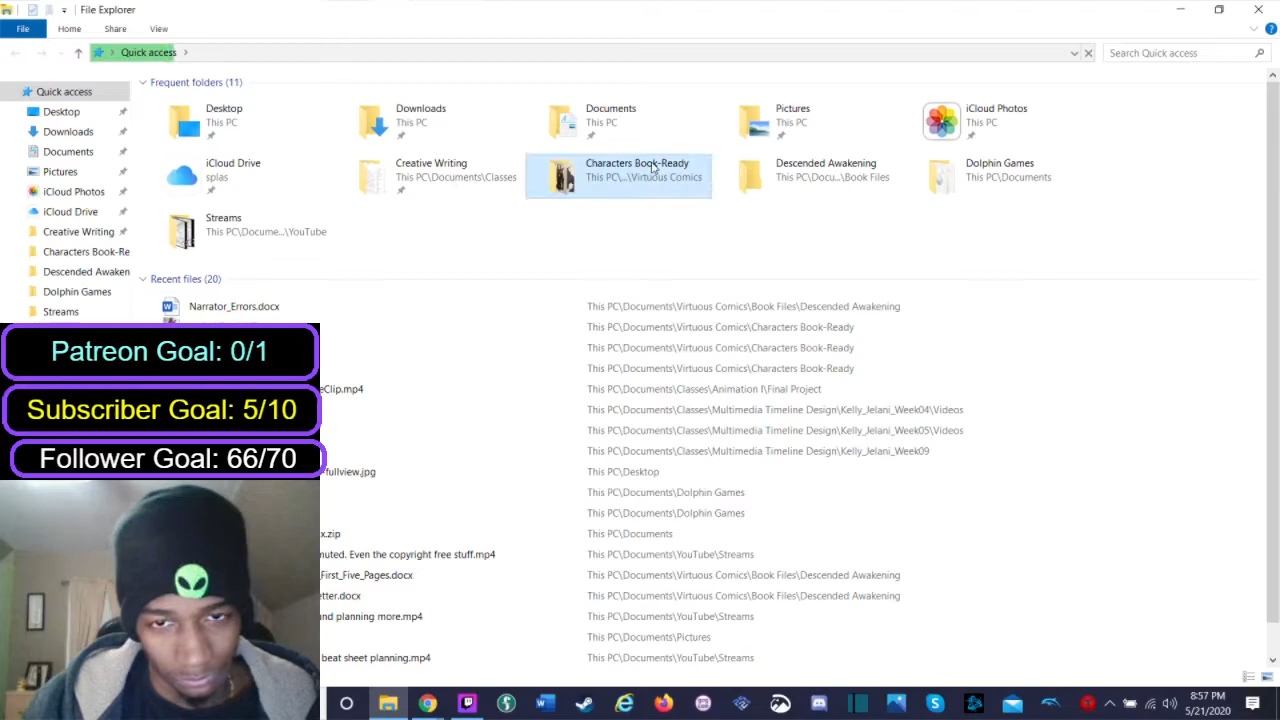 File Explorer
File
Home
Share
View
Quick access
Search Quick access
Quick access
Desktop
Downloads
Documents
Pictures
iCloud Photos
iCloud Drive
Creative Writing
Characters Book-Re
Descended Awaken
Dolphin Games
Streams
Frequent folders (11)
Desktop
This PC
Downloads
This PC
Documents
This PC
Pictures
This PC
iCloud Photos
This PC
iCloud Drive
splas
Creative Writing
This PC\Documents\Classes
Characters Book-Ready
This PC\...\Virtuous Comics
Descended Awakening
This PC\Docu...\Book Files
Dolphin Games
This PC\Documents
Streams
This PC\Docume...\YouTube
Recent files (20)
Narrator_Errors.docx This PC\Documents\Virtuous Comics\Book Files\Descended Awakening
This PC\Documents\Virtuous Comics\Characters Book-Ready
This PC\Documents\Virtuous Comics\Characters Book-Ready
This PC\Documents\Virtuous Comics\Characters Book-Ready
eClip.mp4 This PC\Documents\Classes\Animation I\Final Project
This PC\Documents\Classes\Multimedia Timeline Design\Kelly_Jelani_Week04\Videos
This PC\Documents\Classes\Multimedia Timeline Design\Kelly_Jelani_Week05\Videos
This PC\Documents\Classes\Multimedia Timeline Design\Kelly_Jelani_Week09
-fullview.jpg This PC\Desktop
This PC\Documents\Dolphin Games
This PC\Documents\Dolphin Games
x.zip This PC\Documents
nuted. Even the copyright free stuff.mp4 This PC\Documents\YouTube\Streams
_First_Five_Pages.docx This PC\Documents\Virtuous Comics\Book Files\Descended Awakening
etter.docx This PC\Documents\Virtuous Comics\Book Files\Descended Awakening
nd planning more.mp4 This PC\Documents\YouTube\Streams
This PC\Documents\Pictures
beat sheet planning.mp4 This PC\Documents\YouTube\Streams
Patreon Goal: 0/1
Subscriber Goal: 5/10
Follower Goal: 66/70
8:57 PM
5/21/2020